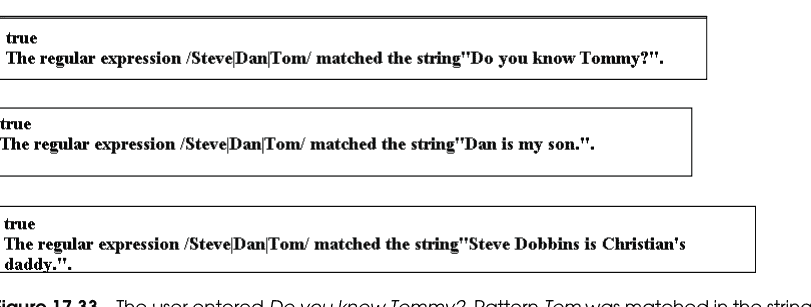 true
The regular expression /Steve|Dan|Tom/ matched the string"Do you know Tommy?".
true
The regular expression /Steve|Dan|Tom/ matched the string"Dan is my son.".
true
The regular expression /Steve|Dan|Tom/ matched the string"Steve Dobbins is Christian's
daddy.".
Figure 17.33 The user entered Do you know Tommy? Pattern Tom was matched in the string